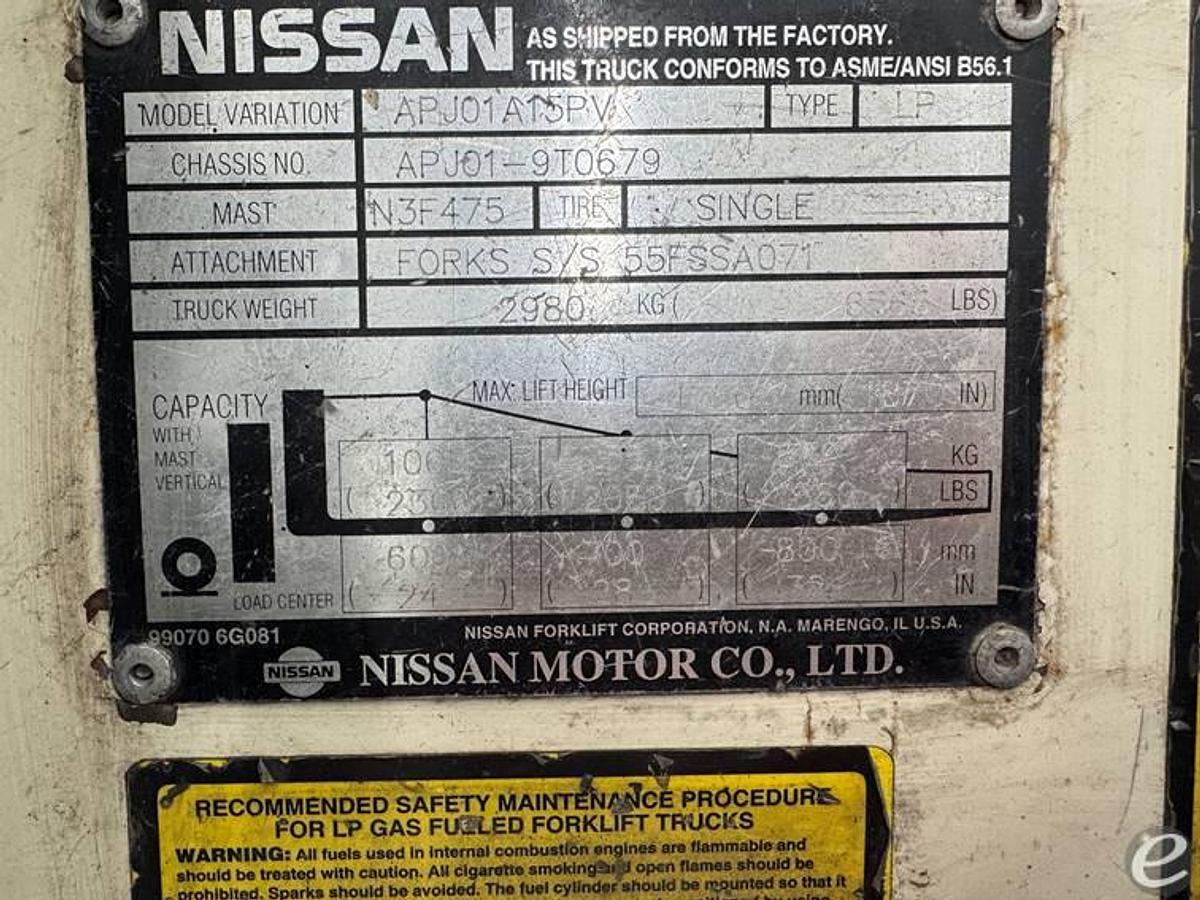 NISSAN
AS SHIPPED FROM THE FACTORY.
THIS TRUCK CONFORMS TO ASME/ANSI B56.1
MODEL VARIATION APJ01A15PV TYPE LP
CHASSIS NO. APJ01-9T0679
MAST N3F475 TIRE SINGLE
ATTACHMENT FORKS S/S 55FSSA071
TRUCK WEIGHT 2980 KG ( LBS)
MAX. LIFT HEIGHT mm( IN)
CAPACITY
WITH
MAST
VERTICAL
KG
LBS
mm
24 IN
LOAD CENTER
99070 6G081
NISSAN FORKLIFT CORPORATION, N.A. MARENGO, IL U.S.A.
NISSAN NISSAN MOTOR CO., LTD.
RECOMMENDED SAFETY MAINTENANCE PROCEDURE
FOR LP GAS FUELLED FORKLIFT TRUCKS
WARNING: All fuels used in internal combustion engines are flammable and
should be treated with caution. All cigarette smoking and open flames should be
prohibited. Sparks should be avoided. The fuel cylinder should be mounted so that it
e